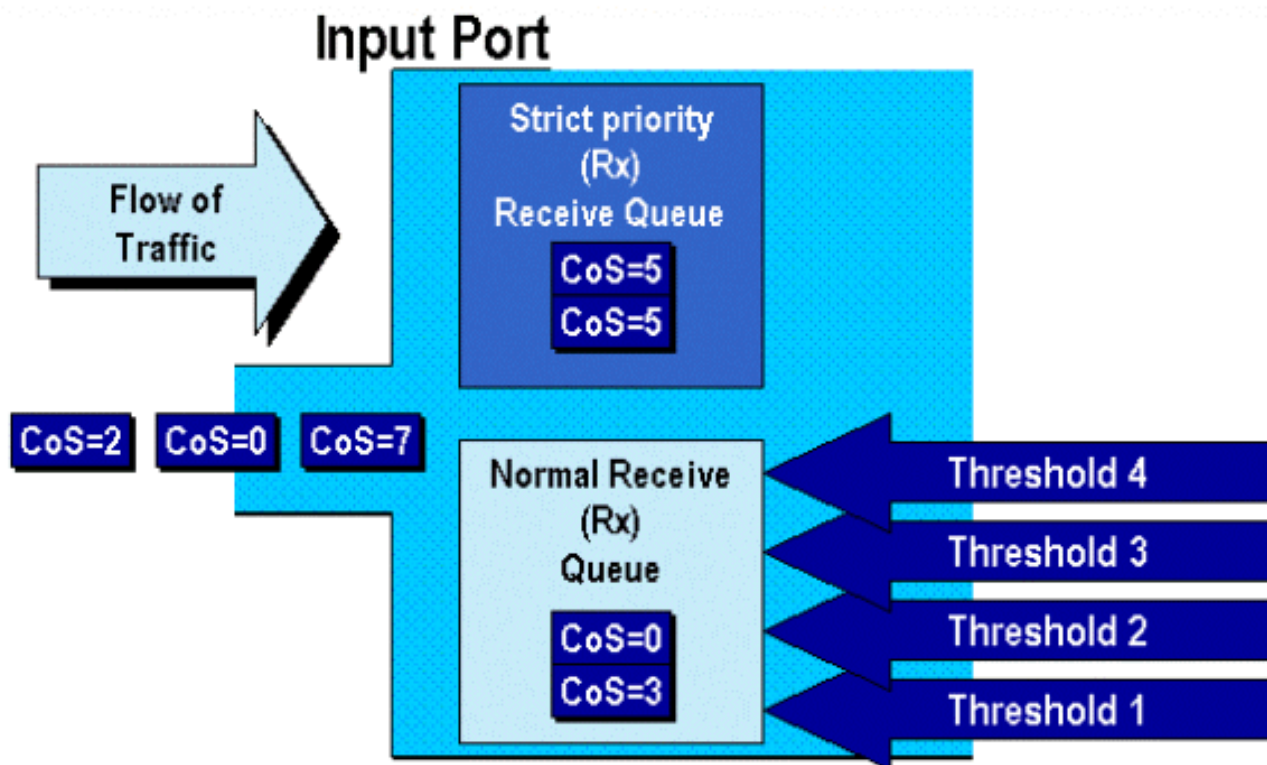 Input Port
Strict priority
(Rx)
Receive Queue
CoS=5
CoS=5
Flow of
Traffic
CoS=2 CoS=0 CoS=7
Normal Receive
(Rx)
Queue
CoS=0
CoS=3
Threshold 4
Threshold 3
Threshold 2
Threshold 1